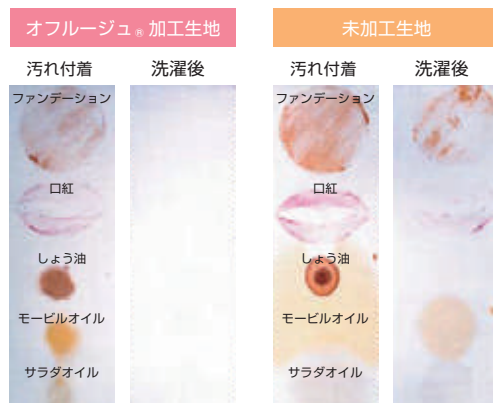 オフルージュ® 加工生地
汚れ付着
洗濯後
ファンデーション
口紅
しょう油
モービルオイル
サラダオイル
未加工生地
汚れ付着
洗濯後
ファンデーション
口紅
しょう油
モービルオイル
サラダオイル